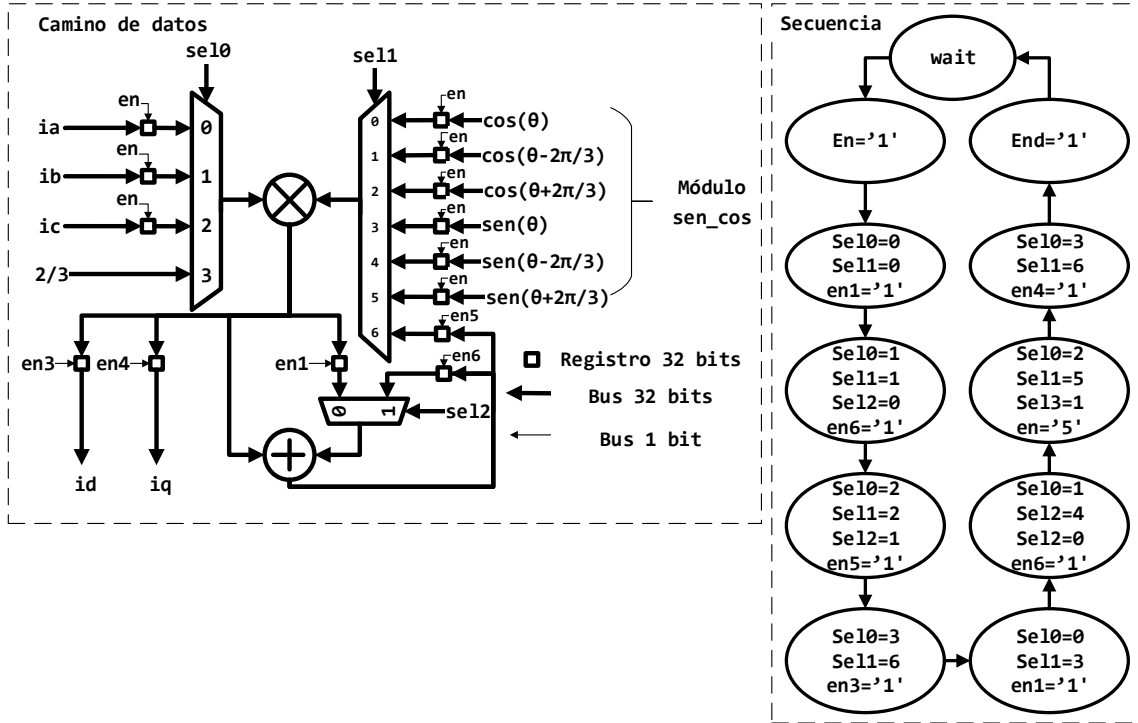 Camino de datos
sel0
sel1
en
ia
0
en
ib
1
en
ic
2
2/3
3
en
0
cos(θ)
en
1
cos(θ-2π/3)
en
2
cos(θ+2π/3)
en
3
sen(θ)
en
4
sen(θ-2π/3)
en
5
sen(θ+2π/3)
en5
6
Módulo
sen_cos
en3
en4
en1
en6
0
1
sel2
id
iq
Registro 32 bits
Bus 32 bits
Bus 1 bit
Secuencia
wait
En=’1'
Sel0=0
Sel1=0
en1=’1'
Sel0=1
Sel1=1
Sel2=0
en6=’1'
Sel0=2
Sel1=2
Sel2=1
en5=’1'
Sel0=3
Sel1=6
en3=’1'
Sel0=0
Sel1=3
en1=’1'
Sel0=1
Sel2=4
Sel2=0
en6=’1'
Sel0=2
Sel1=5
Sel3=1
en=’5'
Sel0=3
Sel1=6
en4=’1'
End=’1'